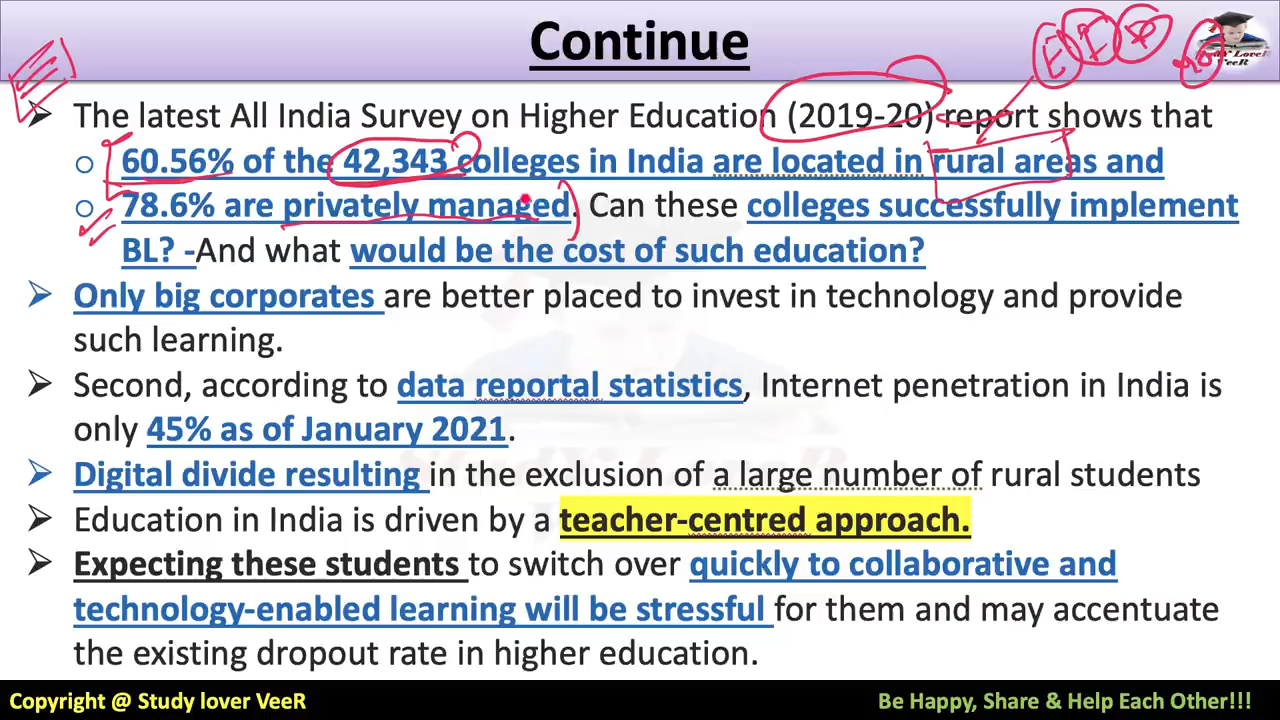 Continue
StudY LoveR
VeeR
E I P
➤ The latest All India Survey on Higher Education (2019-20) report shows that
o 60.56% of the 42,343 colleges in India are located in rural areas and
o 78.6% are privately managed. Can these colleges successfully implement
BL? -And what would be the cost of such education?
➤ Only big corporates are better placed to invest in technology and provide
such learning.
➤ Second, according to data reportal statistics, Internet penetration in India is
only 45% as of January 2021.
➤ Digital divide resulting in the exclusion of a large number of rural students
➤ Education in India is driven by a teacher-centred approach.
➤ Expecting these students to switch over quickly to collaborative and
technology-enabled learning will be stressful for them and may accentuate
the existing dropout rate in higher education.
Copyright @ Study lover VeeR
Be Happy, Share & Help Each Other!!!